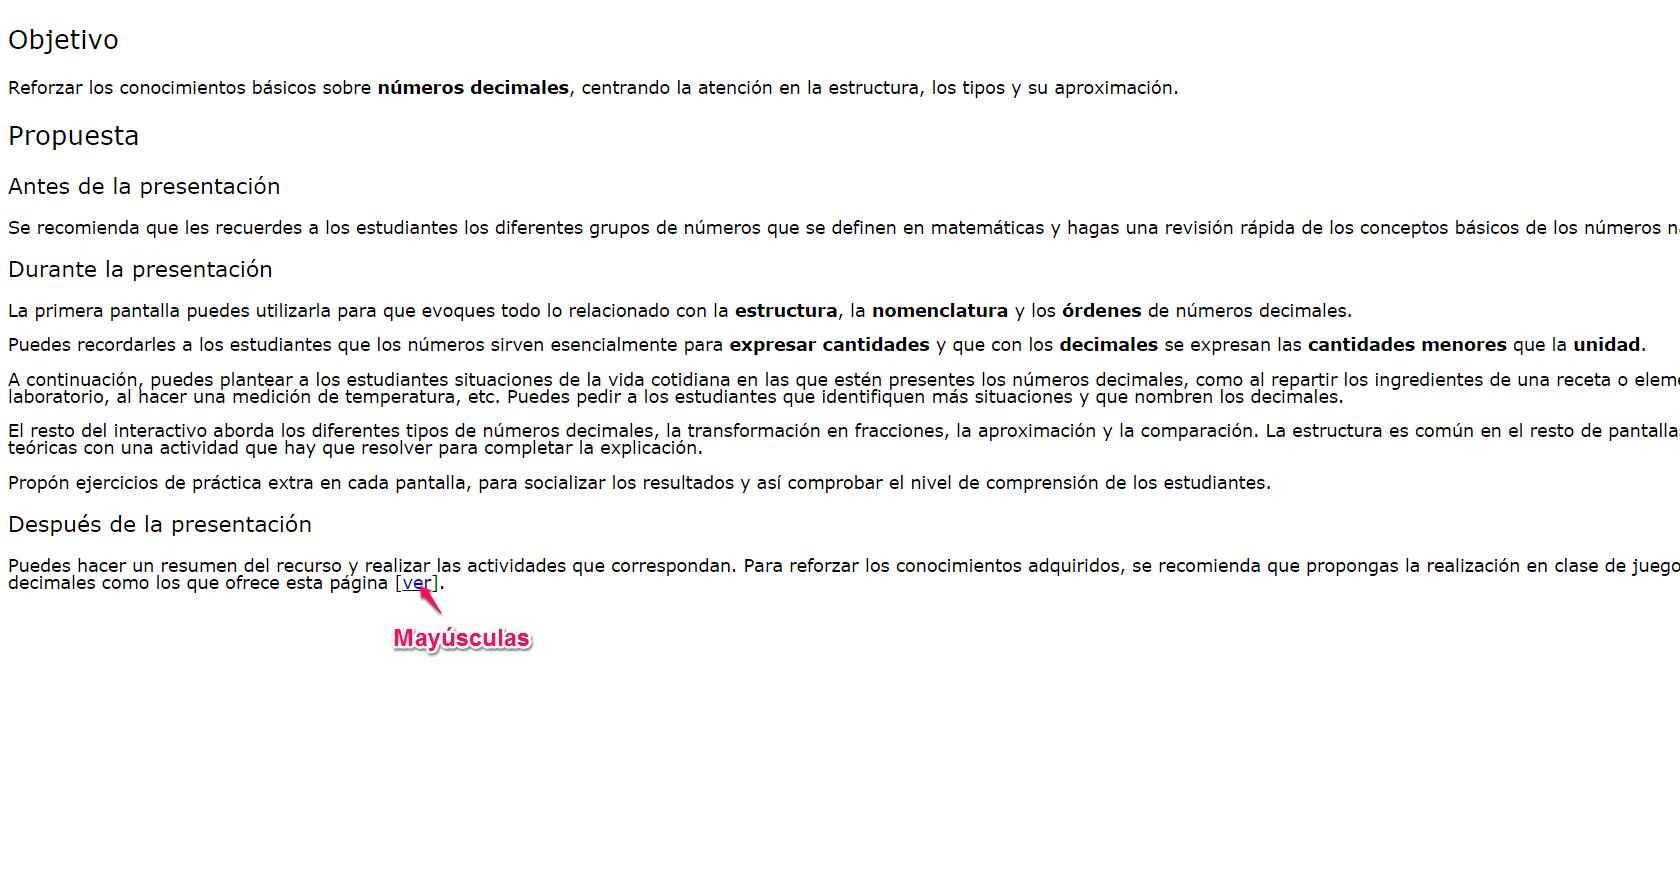 Objetivo
Reforzar los conocimientos básicos sobre números decimales, centrando la atención en la estructura, los tipos y su aproximación.
Propuesta
Antes de la presentación
Se recomienda que les recuerdes a los estudiantes los diferentes grupos de números que se definen en matemáticas y hagas una revisión rápida de los conceptos básicos de los números
Durante la presentación
La primera pantalla puedes utilizarla para que evoques todo lo relacionado con la estructura, la nomenclatura y los órdenes de números decimales.
Puedes recordarles a los estudiantes que los números sirven esencialmente para expresar cantidades y que con los decimales se expresan las cantidades menores que la unidad.
A continuación, puedes plantear a los estudiantes situaciones de la vida cotidiana en las que estén presentes los números decimales, como al repartir los ingredientes de una receta o
laboratorio, al hacer una medición de temperatura, etc. Puedes pedir a los estudiantes que identifiquen más situaciones y que nombren los decimales.
El resto del interactivo aborda los diferentes tipos de números decimales, la transformación en fracciones, la aproximación y la comparación. La estructura es común en el resto de
teóricas con una actividad que hay que resolver para completar la explicación.
Propón ejercicios de práctica extra en cada pantalla, para socializar los resultados y así comprobar el nivel de comprensión de los estudiantes.
Después de la presentación
Puedes hacer un resumen del recurso y realizar las actividades que correspondan. Para reforzar los conocimientos adquiridos, se recomienda que propongas la realización en clase de
decimales como los que ofrece esta página [ver].
Mayúsculas